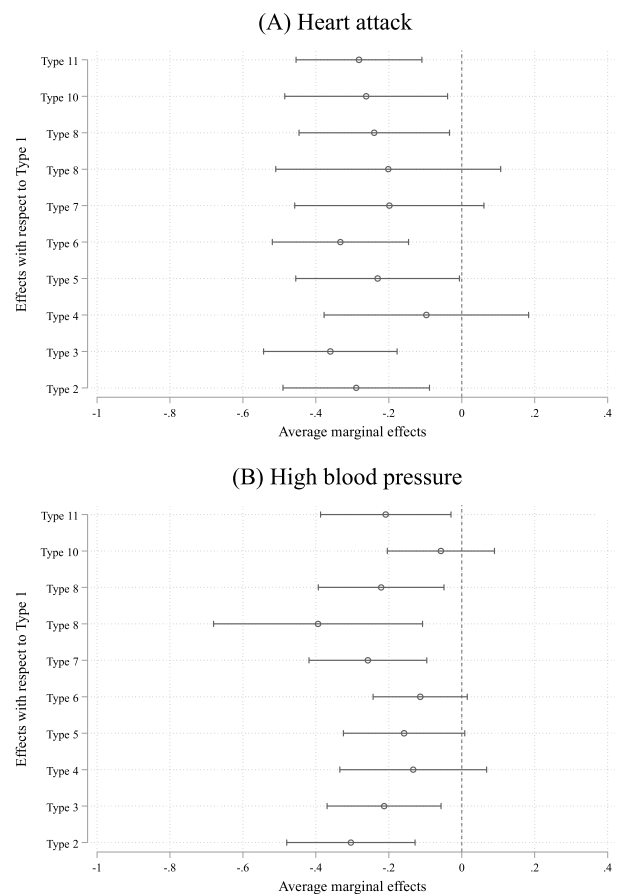 (A) Heart attack
Effects with respect to Type 1
Type 11
Type 10
Type 8
Type 8
Type 7
Type 6
Type 5
Type 4
Type 3
Type 2
-1 -.8 -.6 -.4 -.2 0 .2 .4
Average marginal effects
(B) High blood pressure
Effects with respect to Type 1
Type 11
Type 10
Type 8
Type 8
Type 7
Type 6
Type 5
Type 4
Type 3
Type 2
-1 -.8 -.6 -.4 -.2 0 .2 .4
Average marginal effects